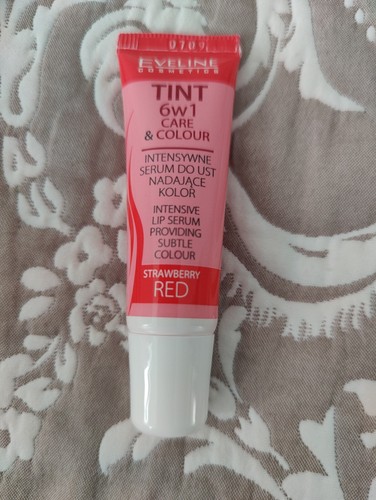 0709
EVELINE
COSMETICS
TINT
6w1
CARE
& COLOUR
INTENSYWNE
SERUM DO UST
NADAJĄCE
KOLOR
INTENSIVE
LIP SERUM
PROVIDING
SUBTLE
COLOUR
STRAWBERRY
RED